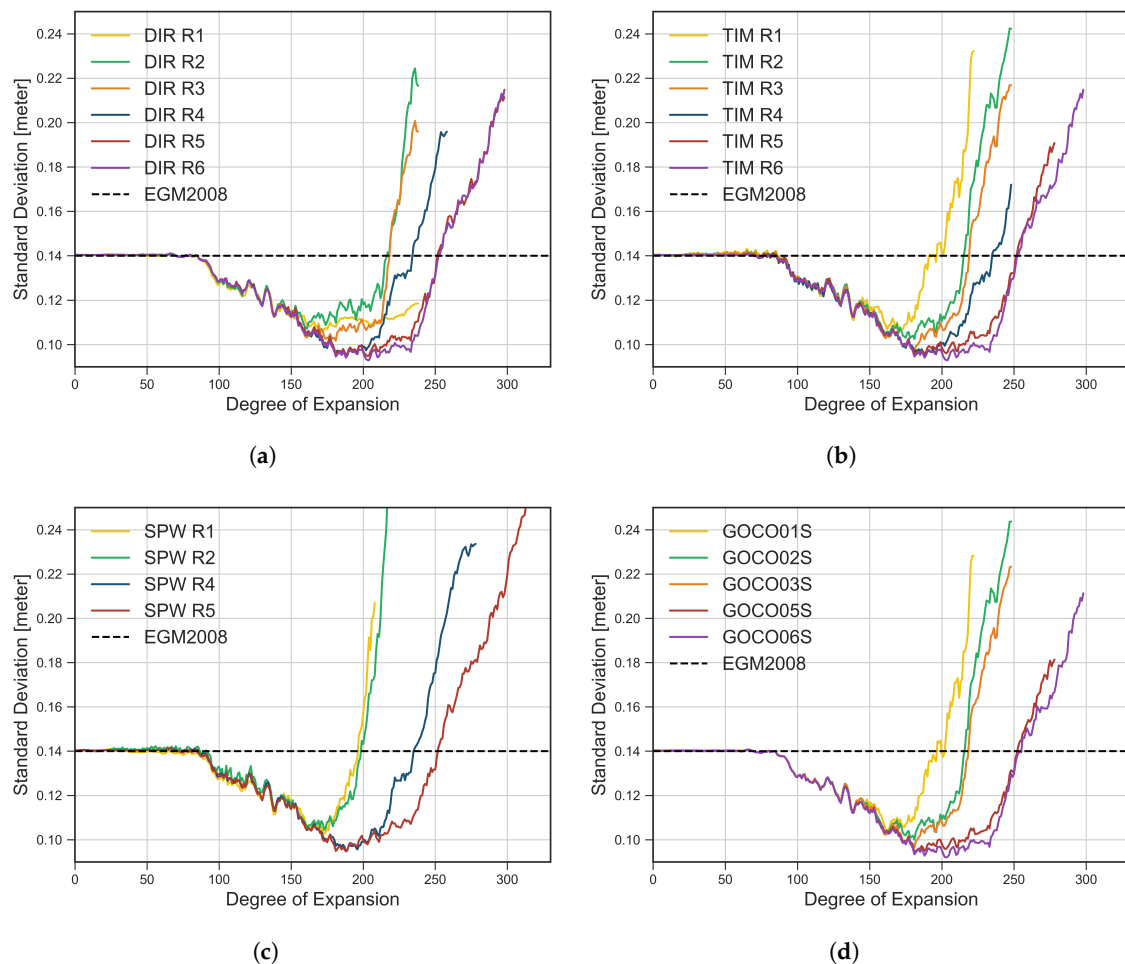 DIR R1
DIR R2
DIR R3
DIR R4
DIR R5
DIR R6
EGM2008
0.24
0.22
0.20
0.18
0.16
0.14
0.12
0.10
Standard Deviation [meter]
0 50 100 150 200 250 300
Degree of Expansion
(a)
TIM R1
TIM R2
TIM R3
TIM R4
TIM R5
TIM R6
EGM2008
0.24
0.22
0.20
0.18
0.16
0.14
0.12
0.10
Standard Deviation [meter]
0 50 100 150 200 250 300
Degree of Expansion
(b)
SPW R1
SPW R2
SPW R4
SPW R5
EGM2008
0.24
0.22
0.20
0.18
0.16
0.14
0.12
0.10
Standard Deviation [meter]
0 50 100 150 200 250 300
Degree of Expansion
(c)
GOCO01S
GOCO02S
GOCO03S
GOCO05S
GOCO06S
EGM2008
0.24
0.22
0.20
0.18
0.16
0.14
0.12
0.10
Standard Deviation [meter]
0 50 100 150 200 250 300
Degree of Expansion
(d)